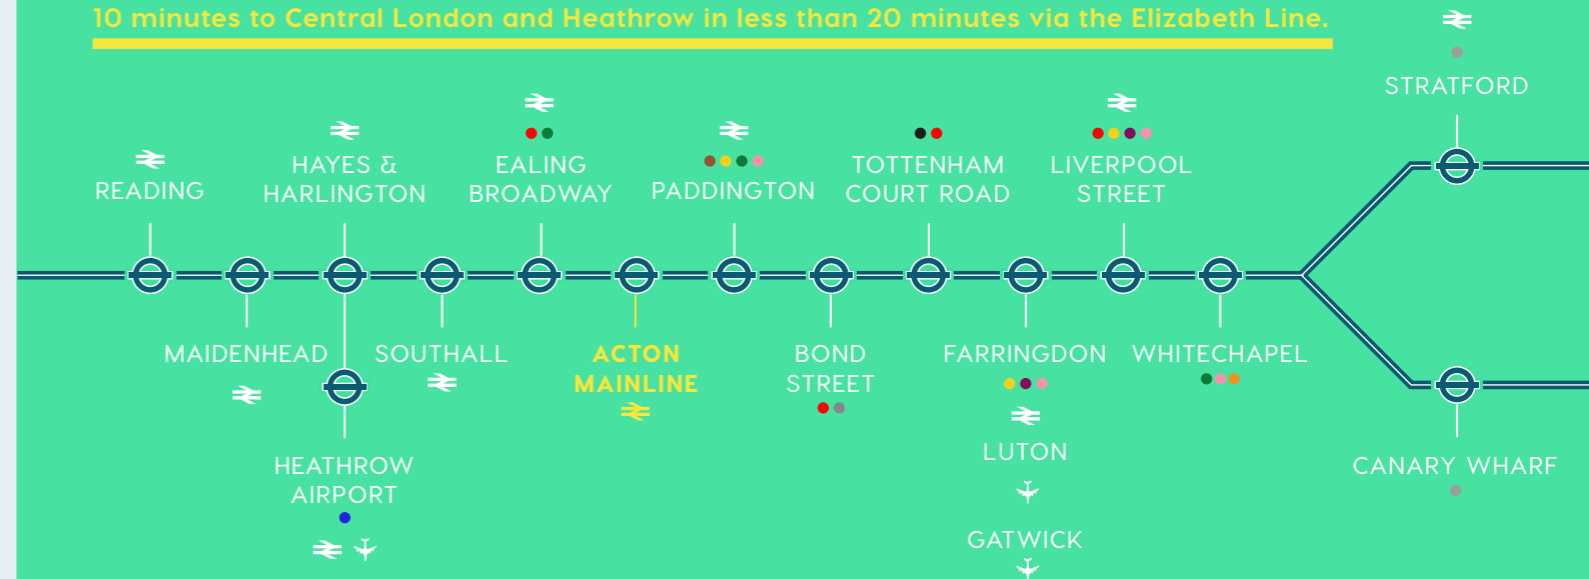 10 minutes to Central London and Heathrow in less than 20 minutes via the Elizabeth Line.
READING
MAIDENHEAD
HAYES &
HARLINGTON
HEATHROW
AIRPORT
SOUTHALL
EALING
BROADWAY
ACTON
MAINLINE
PADDINGTON
BOND
STREET
TOTTENHAM
COURT ROAD
FARRINGDON
LUTON
GATWICK
LIVERPOOL
STREET
WHITECHAPEL
STRATFORD
CANARY WHARF